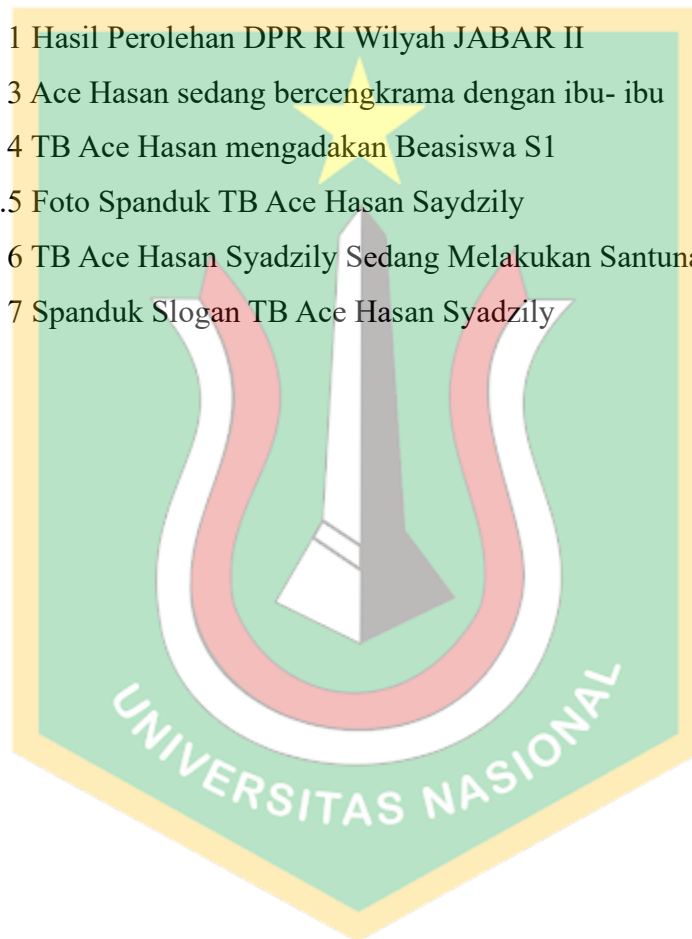 1 Hasil Perolehan DPR RI Wilyah JABAR II
3 Ace Hasan sedang bercengkrama dengan ibu- ibu
4 TB Ace Hasan mengadakan Beasiswa S1
.5 Foto Spanduk TB Ace Hasan Saydzily
6 TB Ace Hasan Syadzily Sedang Melakukan
7 Spanduk Slogan TB Ace Hasan Syadzily
UNIVERSITAS NASIONAL